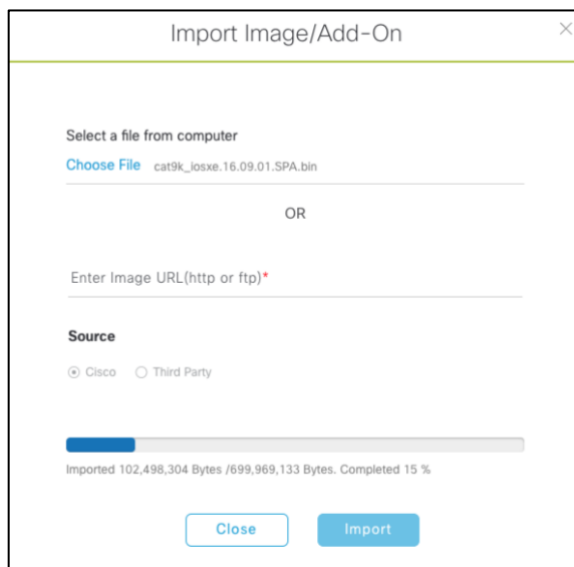 Import Image/Add-On
Select a file from computer
Choose File cat9k_iosxe.16.09.01.SPA.bin
OR
Enter Image URL(http or ftp)*
Source
Cisco Third Party
Imported 102,498,304 Bytes /699,969,133 Bytes. Completed 15 %
Close Import